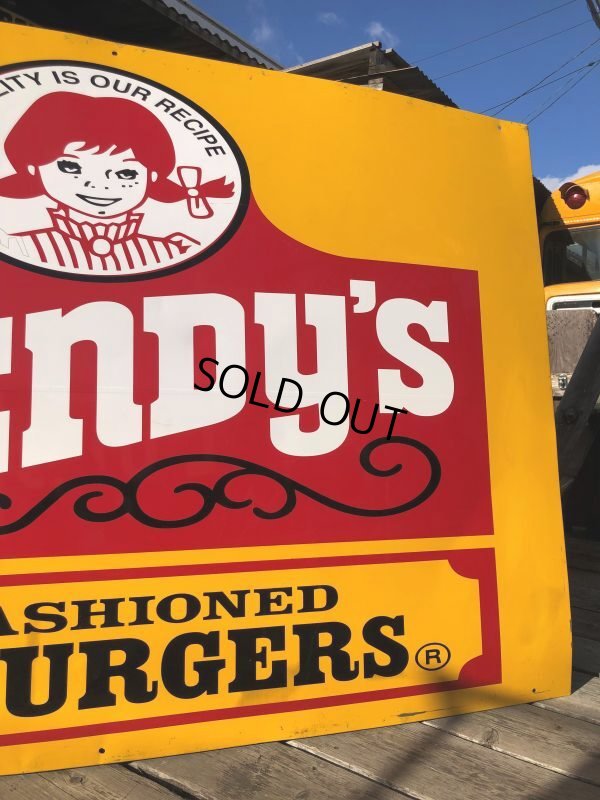 LITY IS OUR RECIPE
ENDY'S
SOLD OUT
ASHIONED
URGERS®